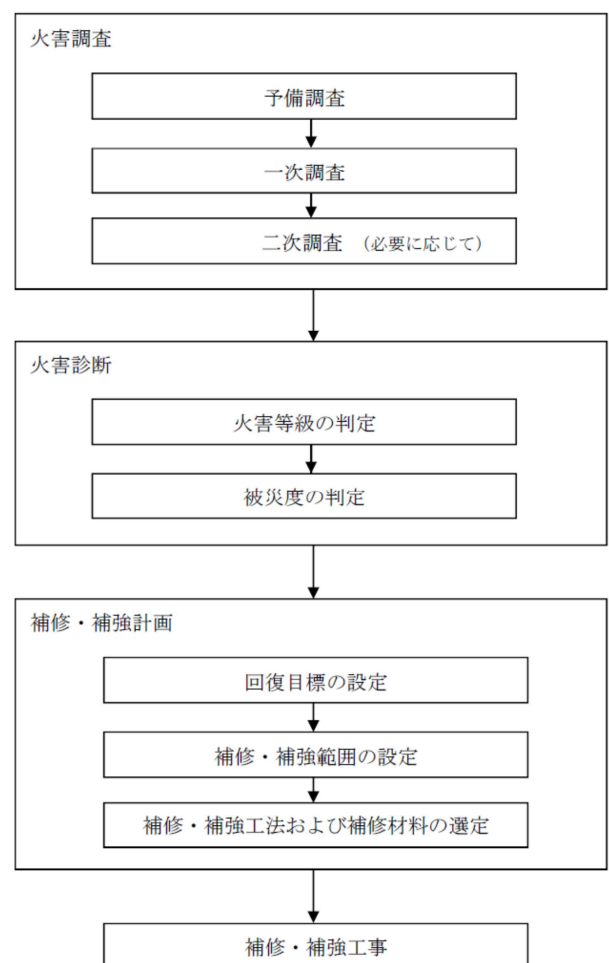 火害調査
予備調査
一次調査
二次調査 （必要に応じて）
火害診断
火害等級の判定
被災度の判定
補修・補強計画
回復目標の設定
補修・補強範囲の設定
補修・補強工法および補修材料の選定
補修・補強工事